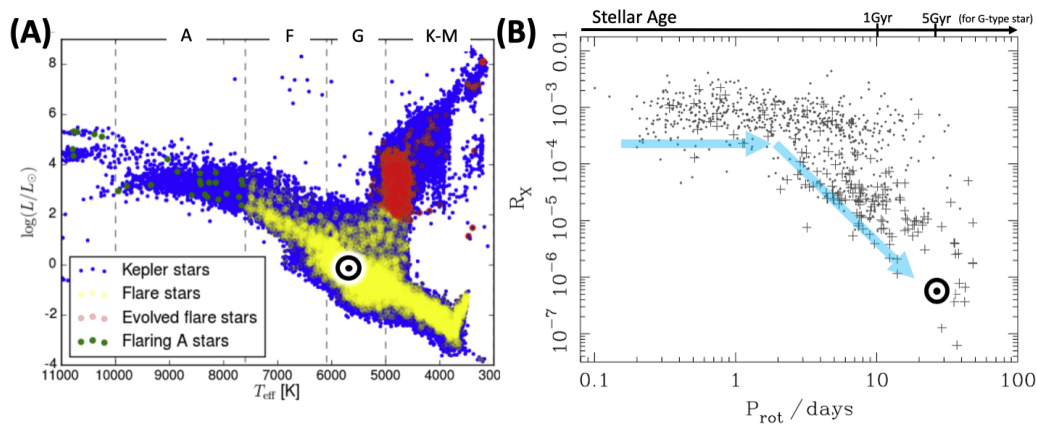 (A)
A F G K-M
8
6
4
2
0
-2
-4
log(L/L☉)
Kepler stars
Flare stars
Evolved flare stars
Flaring A stars
11000 10000 9000 8000 7000 6000 5000 4000 3000
Teff [K]
(B)
Stellar Age 1Gyr 5Gyr (for G-type star)
0.01
10⁻³
10⁻⁴
10⁻⁵
10⁻⁶
10⁻⁷
RX
0.1 1 10 100
Prot / days